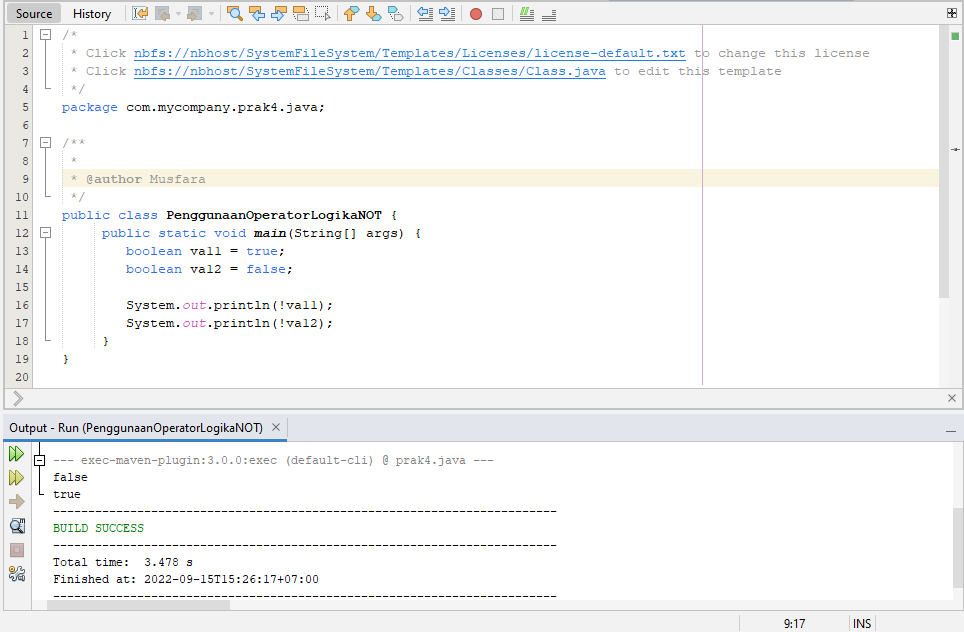 Source History
1 /*
2 * Click nbfs://nbhost/SystemFileSystem/Templates/Licenses/license-default.txt to change this license
3 * Click nbfs://nbhost/SystemFileSystem/Templates/Classes/Class.java to edit this template
4 */
5 package com.mycompany.prak4.java;
6
7 /**
8 *
9 * @author Musfara
10 */
11 public class PenggunaanOperatorLogikaNOT {
12 public static void main(String[] args) {
13 boolean val1 = true;
14 boolean val2 = false;
15
16 System.out.println(!val1);
17 System.out.println(!val2);
18 }
19 }
20
Output - Run (PenggunaanOperatorLogikaNOT)
--- exec-maven-plugin:3.0.0:exec (default-cli) @ prak4.java ---
false
true
------------------------------------------------------------------------
BUILD SUCCESS
------------------------------------------------------------------------
Total time: 3.478 s
Finished at: 2022-09-15T15:26:17+07:00
------------------------------------------------------------------------
9:17 INS